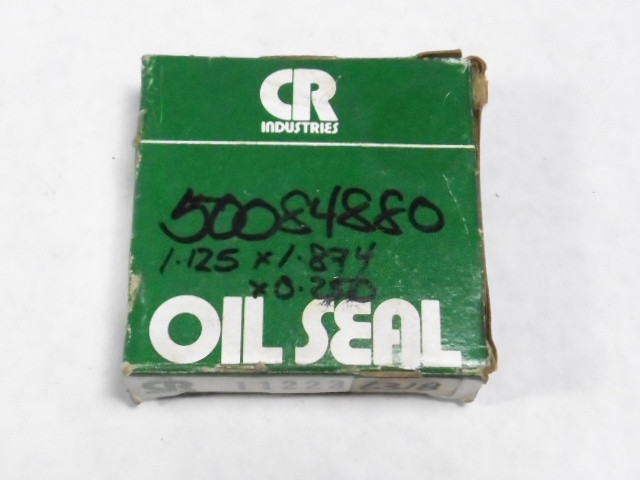 CR
INDUSTRIES
50084880
1.125 x 1.874
x 0.250
OIL SEAL
CR 11223